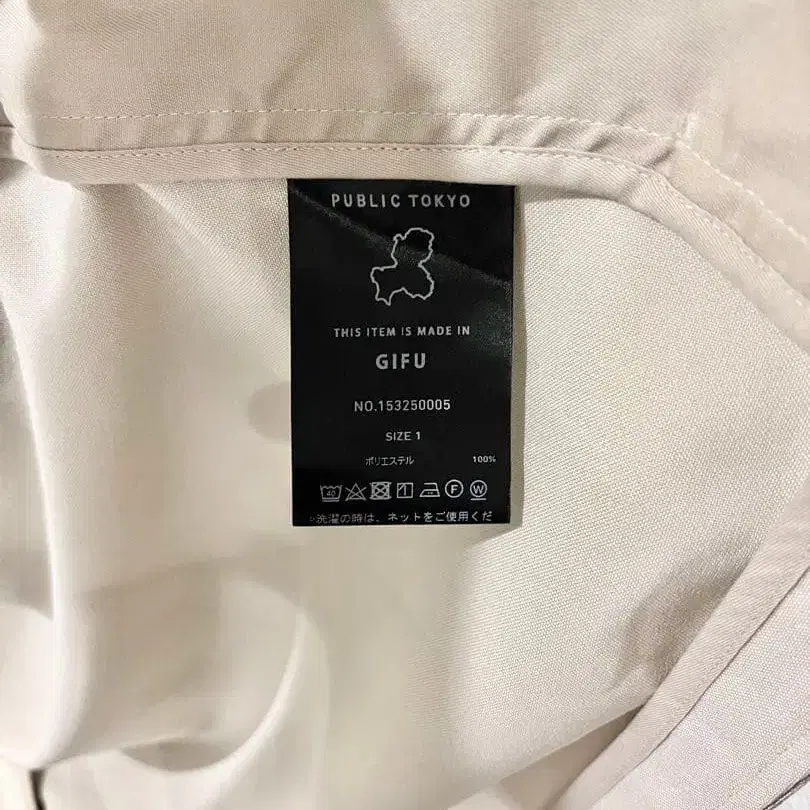 PUBLIC TOKYO
THIS ITEM IS MADE IN
GIFU
NO.153250005
SIZE 1
ポリエステル 100%
40 F W
◦洗濯の時は、ネットをご使用くだ